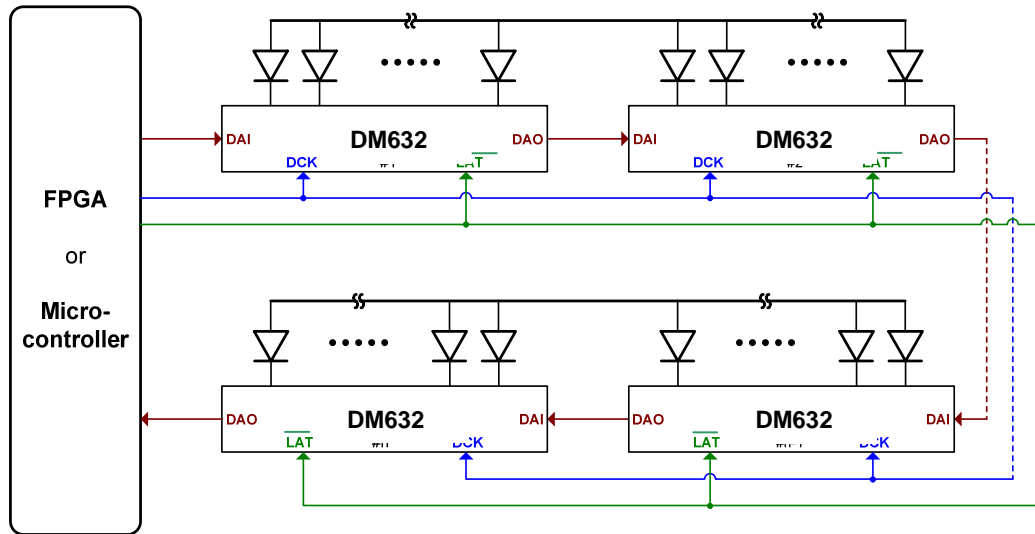 FPGA
or
Micro-
controller
DAI DM632 DAO
DCK LAT
DAI DM632 DAO
DCK LAT
DAO DM632 DAI
LAT DCK
DAO DM632 DAI
LAT DCK